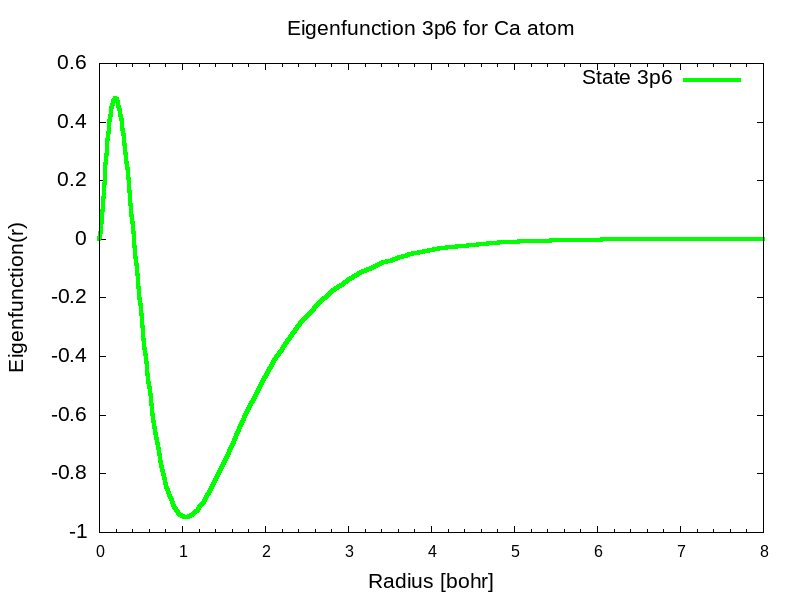 Eigenfunction 3p6 for Ca atom
State 3p6
0.6
0.4
0.2
0
-0.2
-0.4
-0.6
-0.8
-1
Eigenfunction(r)
0 1 2 3 4 5 6 7 8
Radius [bohr]